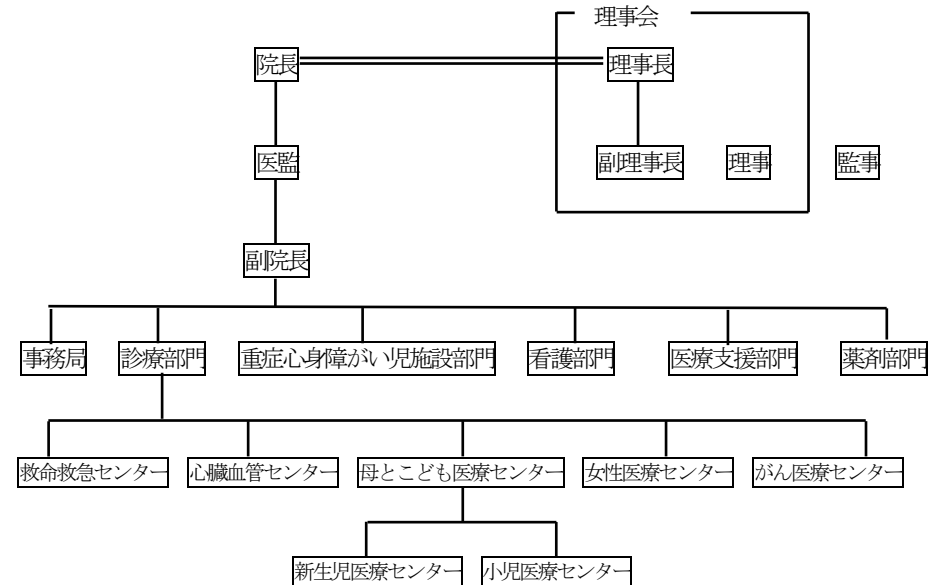 理事会
院長
理事長
医監
副理事長
理事
監事
副院長
事務局
診療部門
重症心身障がい児施設部門
看護部門
医療支援部門
薬剤部門
救命救急センター
心臓血管センター
母とこども医療センター
女性医療センター
がん医療センター
新生児医療センター
小児医療センター